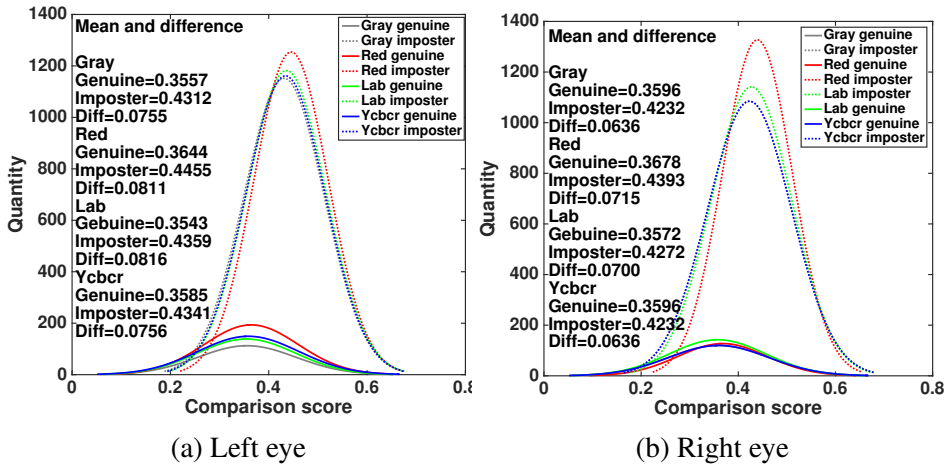 1400
1200
1000
800
600
400
200
0
Quantity
Mean and difference
Gray
Genuine=0.3557
Imposter=0.4312
Diff=0.0755
Red
Genuine=0.3644
Imposter=0.4455
Diff=0.0811
Lab
Gebuine=0.3543
Imposter=0.4359
Diff=0.0816
Ycbcr
Genuine=0.3585
Imposter=0.4341
Diff=0.0756
Gray genuine
Gray imposter
Red genuine
Red imposter
Lab genuine
Lab imposter
Ycbcr genuine
Ycbcr imposter
0 0.2 0.4 0.6 0.8
Comparison score
(a) Left eye
1400
1200
1000
800
600
400
200
0
Quantity
Mean and difference
Gray
Genuine=0.3596
Imposter=0.4232
Diff=0.0636
Red
Genuine=0.3678
Imposter=0.4393
Diff=0.0715
Lab
Genuine=0.3572
Imposter=0.4272
Diff=0.0700
Ycbcr
Genuine=0.3596
Imposter=0.4232
Diff=0.0636
Gray genuine
Gray imposter
Red genuine
Red imposter
Lab imposter
Lab genuine
Ycbcr genuine
Ycbcr imposter
0 0.2 0.4 0.6 0.8
Comparison score
(b) Right eye